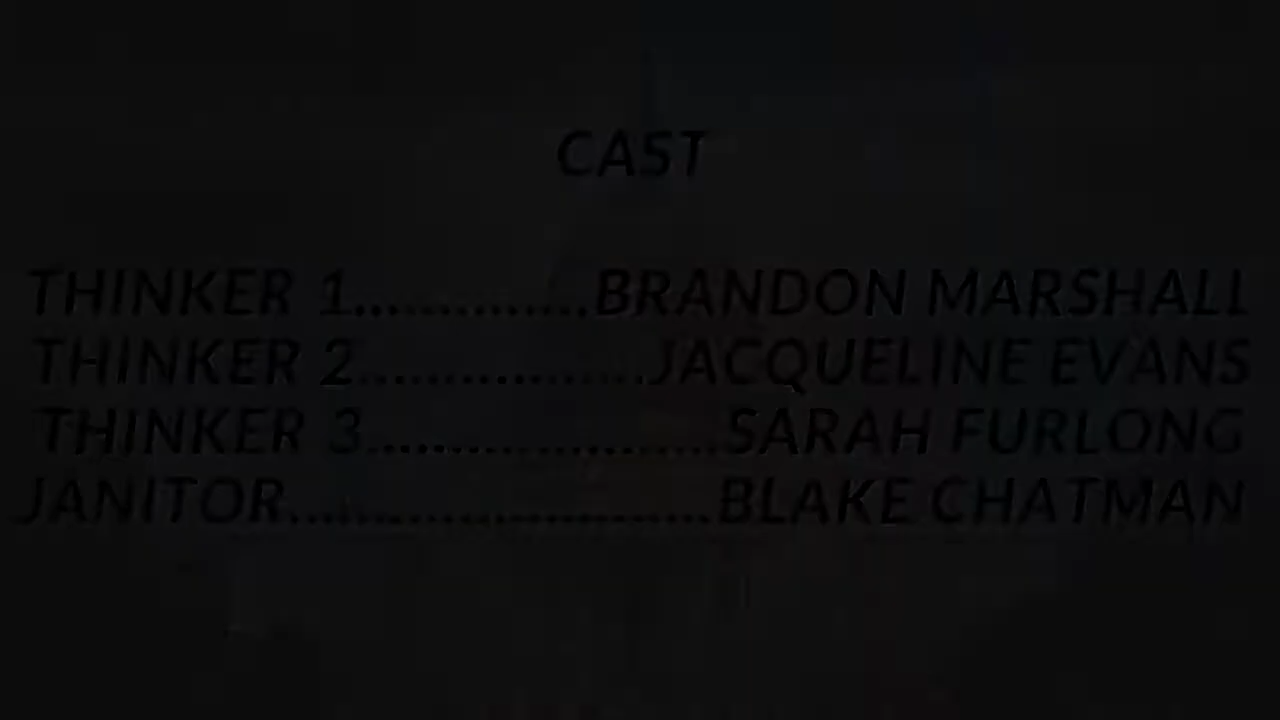 CAST
THINKER 1..............BRANDON MARSHALL
THINKER 2.................JACQUELINE EVANS
THINKER 3.....................SARAH FURLONG
JANITOR.........................BLAKE CHATMAN